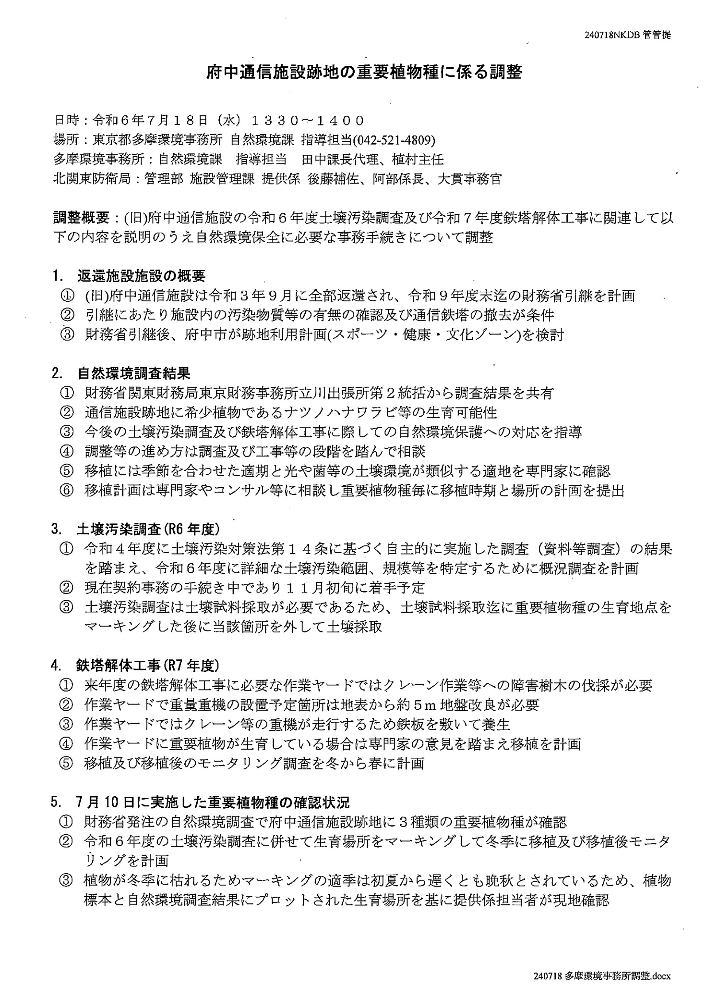 240718NKDB 管管提
府中通信施設跡地の重要植物種に係る調整
日時：令和６年７月１８日（水）１３３０～１４００
場所：東京都多摩環境事務所 自然環境課 指導担当(042-521-4809)
多摩環境事務所：自然環境課　指導担当　田中課長代理、植村主任
北関東防衛局：管理部 施設管理課 提供係 後藤補佐、阿部係長、大貫事務官
調整概要：(旧)府中通信施設の令和６年度土壌汚染調査及び令和７年度鉄塔解体工事に関連して以
下の内容を説明のうえ自然環境保全に必要な事務手続きについて調整
1.　返還施設施設の概要
①　(旧)府中通信施設は令和３年９月に全部返還され、令和９年度末迄の財務省引継を計画
②　引継にあたり施設内の汚染物質等の有無の確認及び通信鉄塔の撤去が条件
③　財務省引継後、府中市が跡地利用計画(スポーツ・健康・文化ゾーン)を検討
2.　自然環境調査結果
①　財務省関東財務局東京財務事務所立川出張所第２統括から調査結果を共有
②　通信施設跡地に希少植物であるナツノハナワラビ等の生育可能性
③　今後の土壌汚染調査及び鉄塔解体工事に際しての自然環境保護への対応を指導
④　調整等の進め方は調査及び工事等の段階を踏んで相談
⑤　移植には季節を合わせた適期と光や菌等の土壌環境が類似する適地を専門家に確認
⑥　移植計画は専門家やコンサル等に相談し重要植物種毎に移植時期と場所の計画を提出
3.　土壌汚染調査(R6 年度)
①　令和４年度に土壌汚染対策法第１４条に基づく自主的に実施した調査（資料等調査）の結果
を踏まえ、令和６年度に詳細な土壌汚染範囲、規模等を特定するために概況調査を計画
②　現在契約事務の手続き中であり１１月初旬に着手予定
③　土壌汚染調査は土壌試料採取が必要であるため、土壌試料採取迄に重要植物種の生育地点を
マーキングした後に当該箇所を外して土壌採取
4.　鉄塔解体工事(R7 年度)
①　来年度の鉄塔解体工事に必要な作業ヤードではクレーン作業等への障害樹木の伐採が必要
②　作業ヤードで重量重機の設置予定箇所は地表から約５m 地盤改良が必要
③　作業ヤードではクレーン等の重機が走行するため鉄板を敷いて養生
④　作業ヤードに重要植物が生育している場合は専門家の意見を踏まえ移植を計画
⑤　移植及び移植後のモニタリング調査を冬から春に計画
5.　7 月 10 日に実施した重要植物種の確認状況
①　財務省発注の自然環境調査で府中通信施設跡地に３種類の重要植物種が確認
②　令和６年度の土壌汚染調査に併せて生育場所をマーキングして冬季に移植及び移植後モニタ
リングを計画
③　植物が冬季に枯れるためマーキングの適季は初夏から遅くとも晩秋とされているため、植物
標本と自然環境調査結果にプロットされた生育場所を基に提供係担当者が現地確認
240718 多摩環境事務所調整.docx